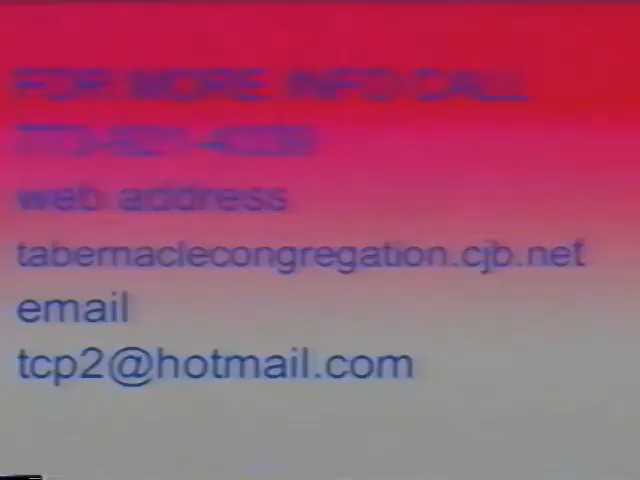 FOR MORE INFO CALL
web address
tabernaclecongregation.cjb.net
email
tcp2@hotmail.com